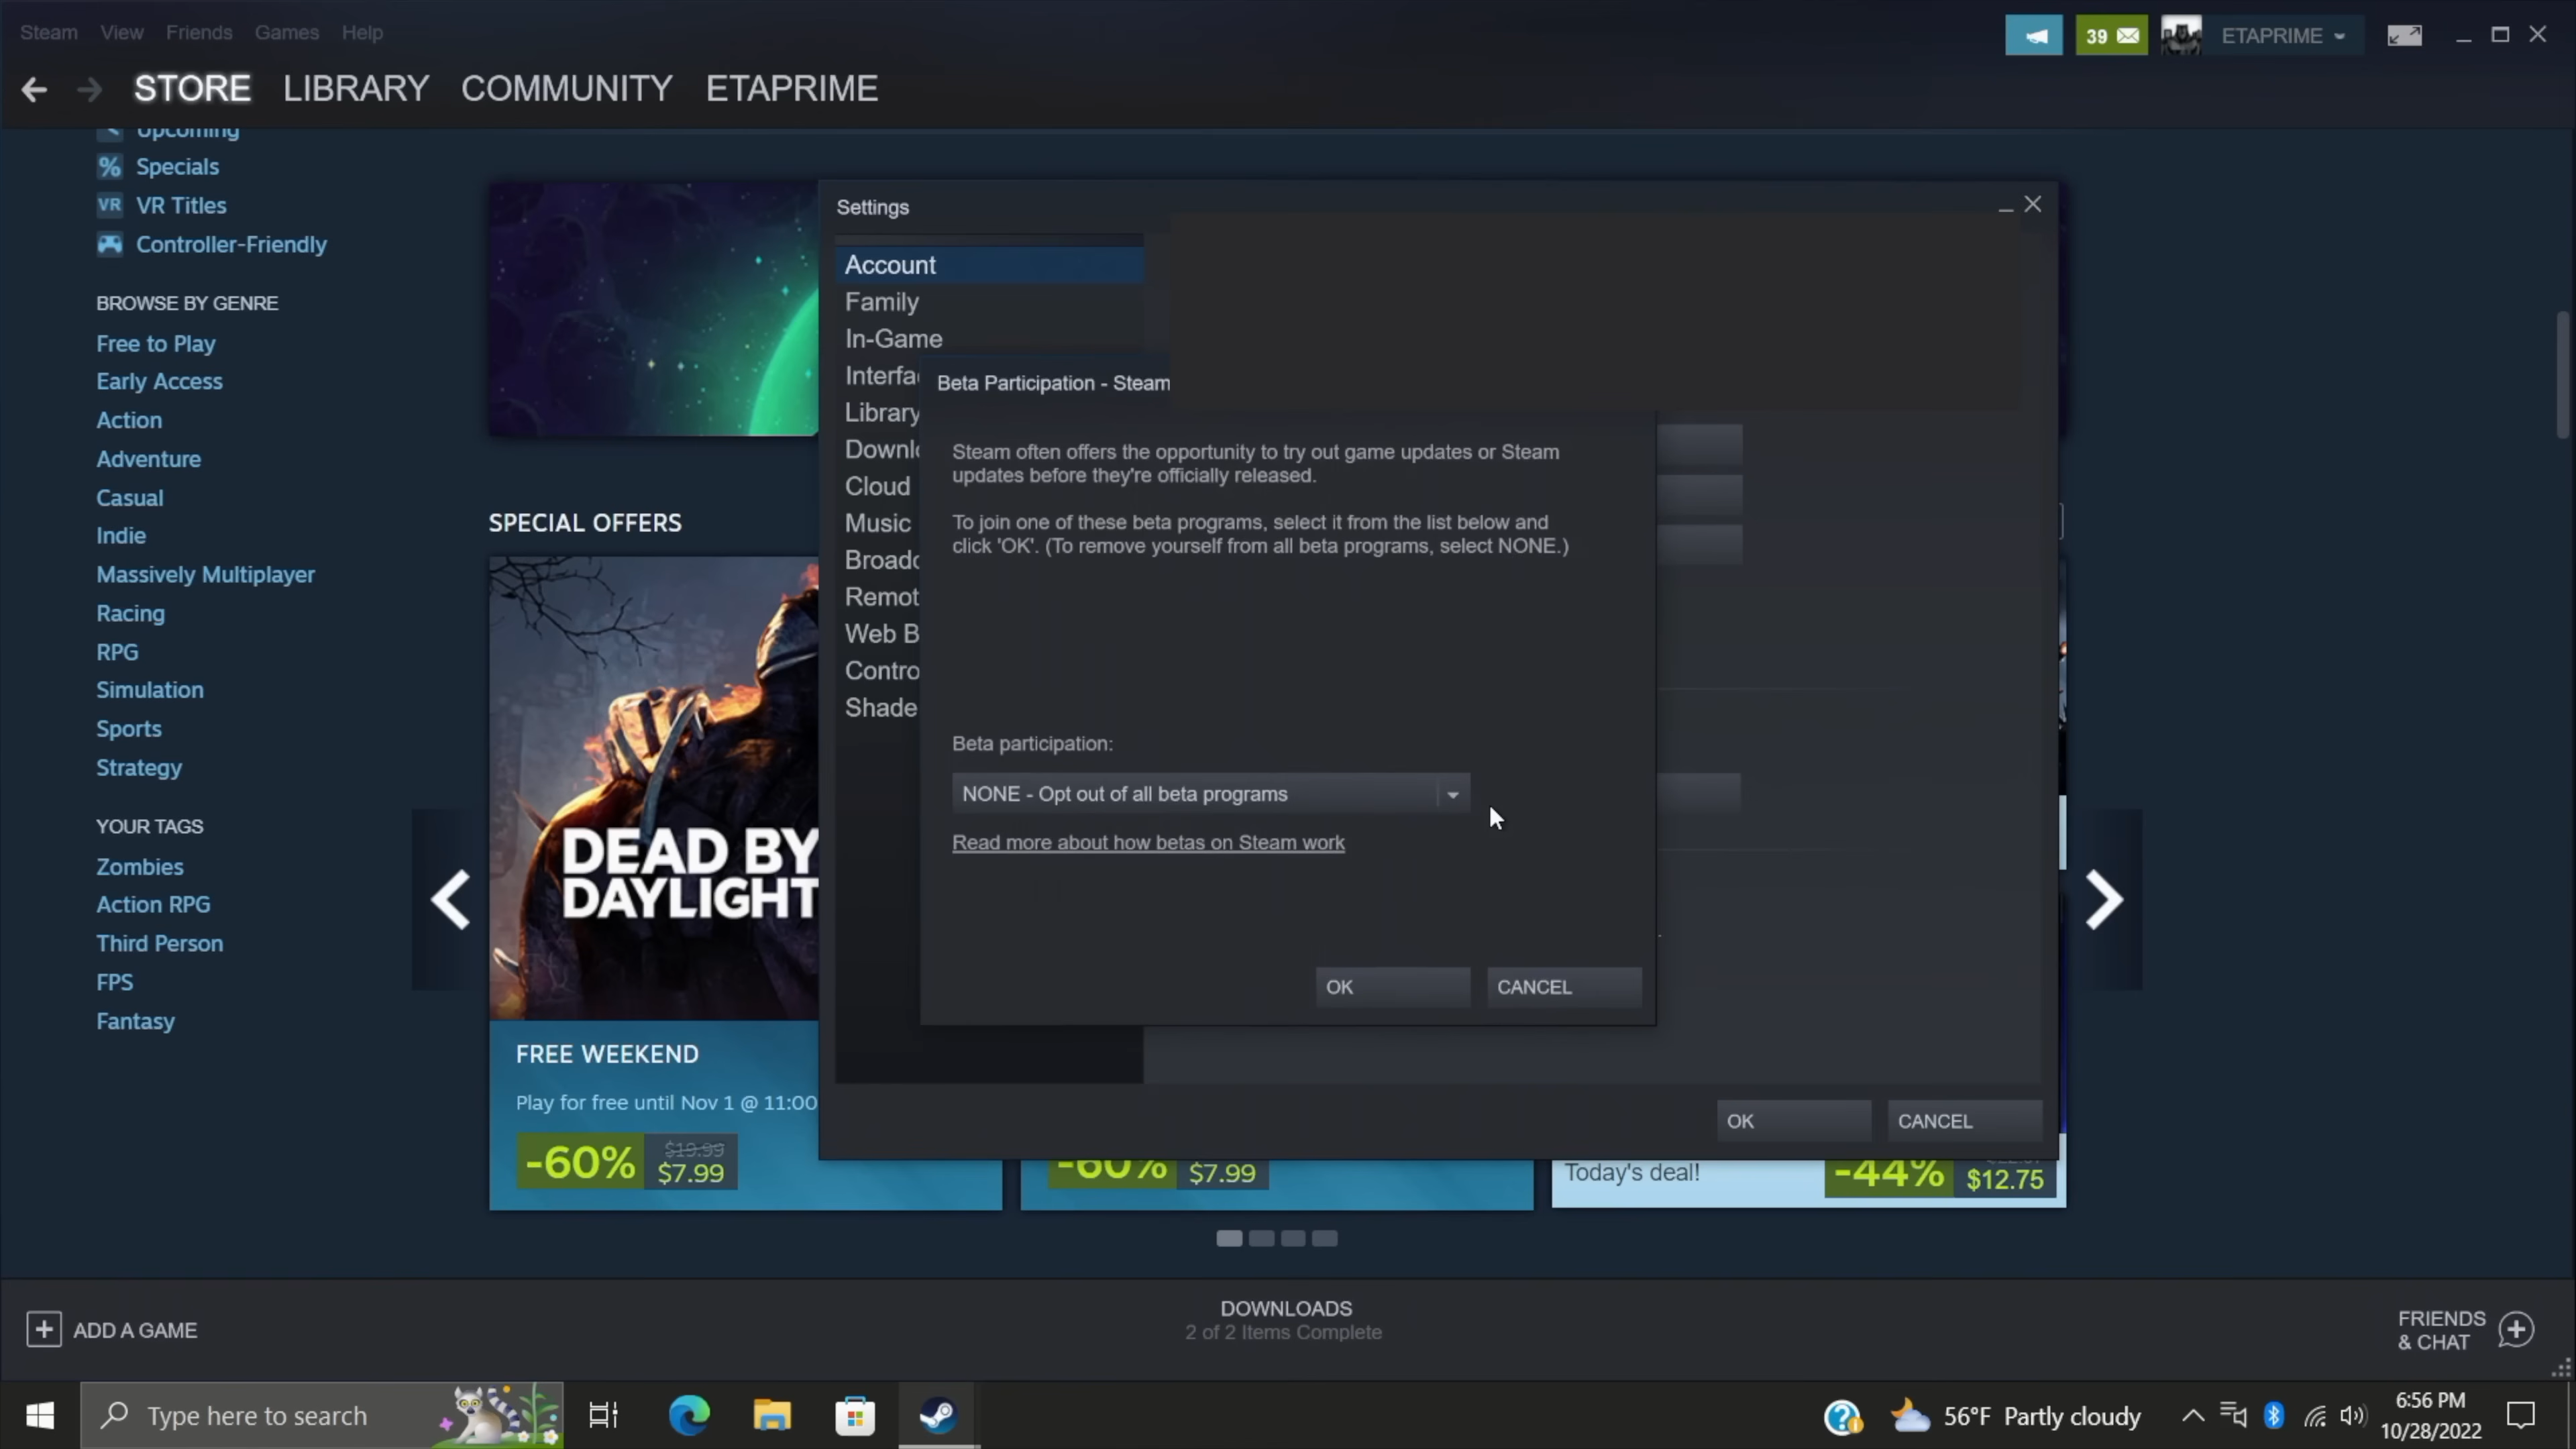 Steam View Friends Games Help
39
ETAPRIME
STORE LIBRARY COMMUNITY ETAPRIME
Upcoming
% Specials
VR VR Titles
Controller-Friendly
BROWSE BY GENRE
Free to Play
Early Access
Action
Adventure
Casual
Indie
Massively Multiplayer
Racing
RPG
Simulation
Sports
Strategy
YOUR TAGS
Zombies
Action RPG
Third Person
FPS
Fantasy
SPECIAL OFFERS
DEAD BY
DAYLIGHT
FREE WEEKEND
Play for free until Nov 1 @ 11:00
-60% $19.99
$7.99
-60% $7.99
Today's deal!
-44% $12.75
Settings
Account
Family
In-Game
Interfa
Library
Downlo
Cloud
Music
Broadc
Remot
Web B
Contro
Shade
Beta Participation - Steam
Steam often offers the opportunity to try out game updates or Steam
updates before they're officially released.
To join one of these beta programs, select it from the list below and
click 'OK'. (To remove yourself from all beta programs, select NONE.)
Beta participation:
NONE - Opt out of all beta programs
Read more about how betas on Steam work
OK CANCEL
OK CANCEL
ADD A GAME
DOWNLOADS
2 of 2 Items Complete
FRIENDS
& CHAT
Type here to search
56°F Partly cloudy
6:56 PM
10/28/2022